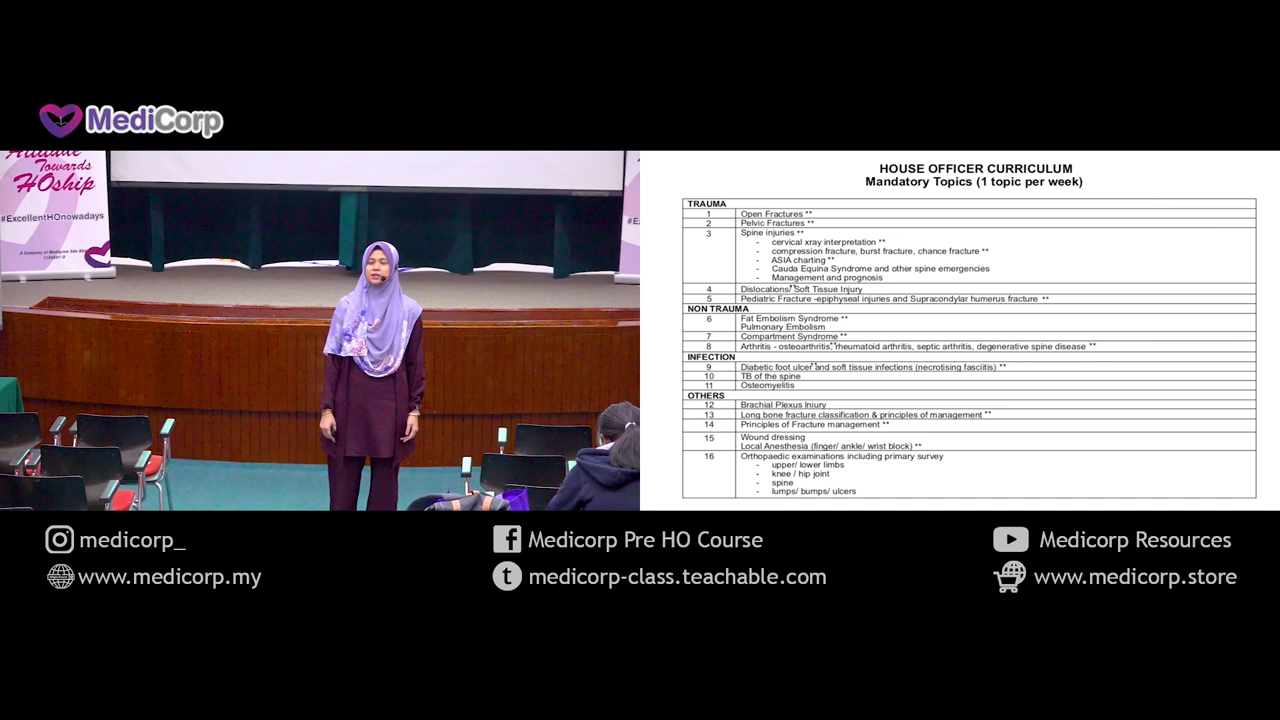 MediCorp
Attitude
Towards
HOship
#ExcellentHOnowadays
HOUSE OFFICER CURRICULUM
Mandatory Topics (1 topic per week)
TRAUMA
1 Open Fractures **
2 Pelvic Fractures **
3 Spine injuries **
- cervical xray interpretation **
- compression fracture, burst fracture, chance fracture **
- ASIA charting **
- Cauda Equina Syndrome and other spine emergencies
- Management and prognosis
4 Dislocations/ ** Soft Tissue Injury
5 Pediatric Fracture -epiphyseal injuries and Supracondylar humerus fracture **
NON TRAUMA
6 Fat Embolism Syndrome **
Pulmonary Embolism
7 Compartment Syndrome **
8 Arthritis - osteoarthritis, ** rheumatoid arthritis, septic arthritis, degenerative spine disease **
INFECTION
9 Diabetic foot ulcer ** and soft tissue infections (necrotising fasciitis) **
10 TB of the spine
11 Osteomyelitis
OTHERS
12 Brachial Plexus INjury
13 Long bone fracture classification & principles of management **
14 Principles of Fracture management **
15 Wound dressing
Local Anesthesia (finger/ ankle/ wrist block) **
16 Orthopaedic examinations including primary survey
- upper/ lower limbs
- knee / hip joint
- spine
- lumps/ bumps/ ulcers
medicorp_
www.medicorp.my
Medicorp Pre HO Course
medicorp-class.teachable.com
Medicorp Resources
www.medicorp.store